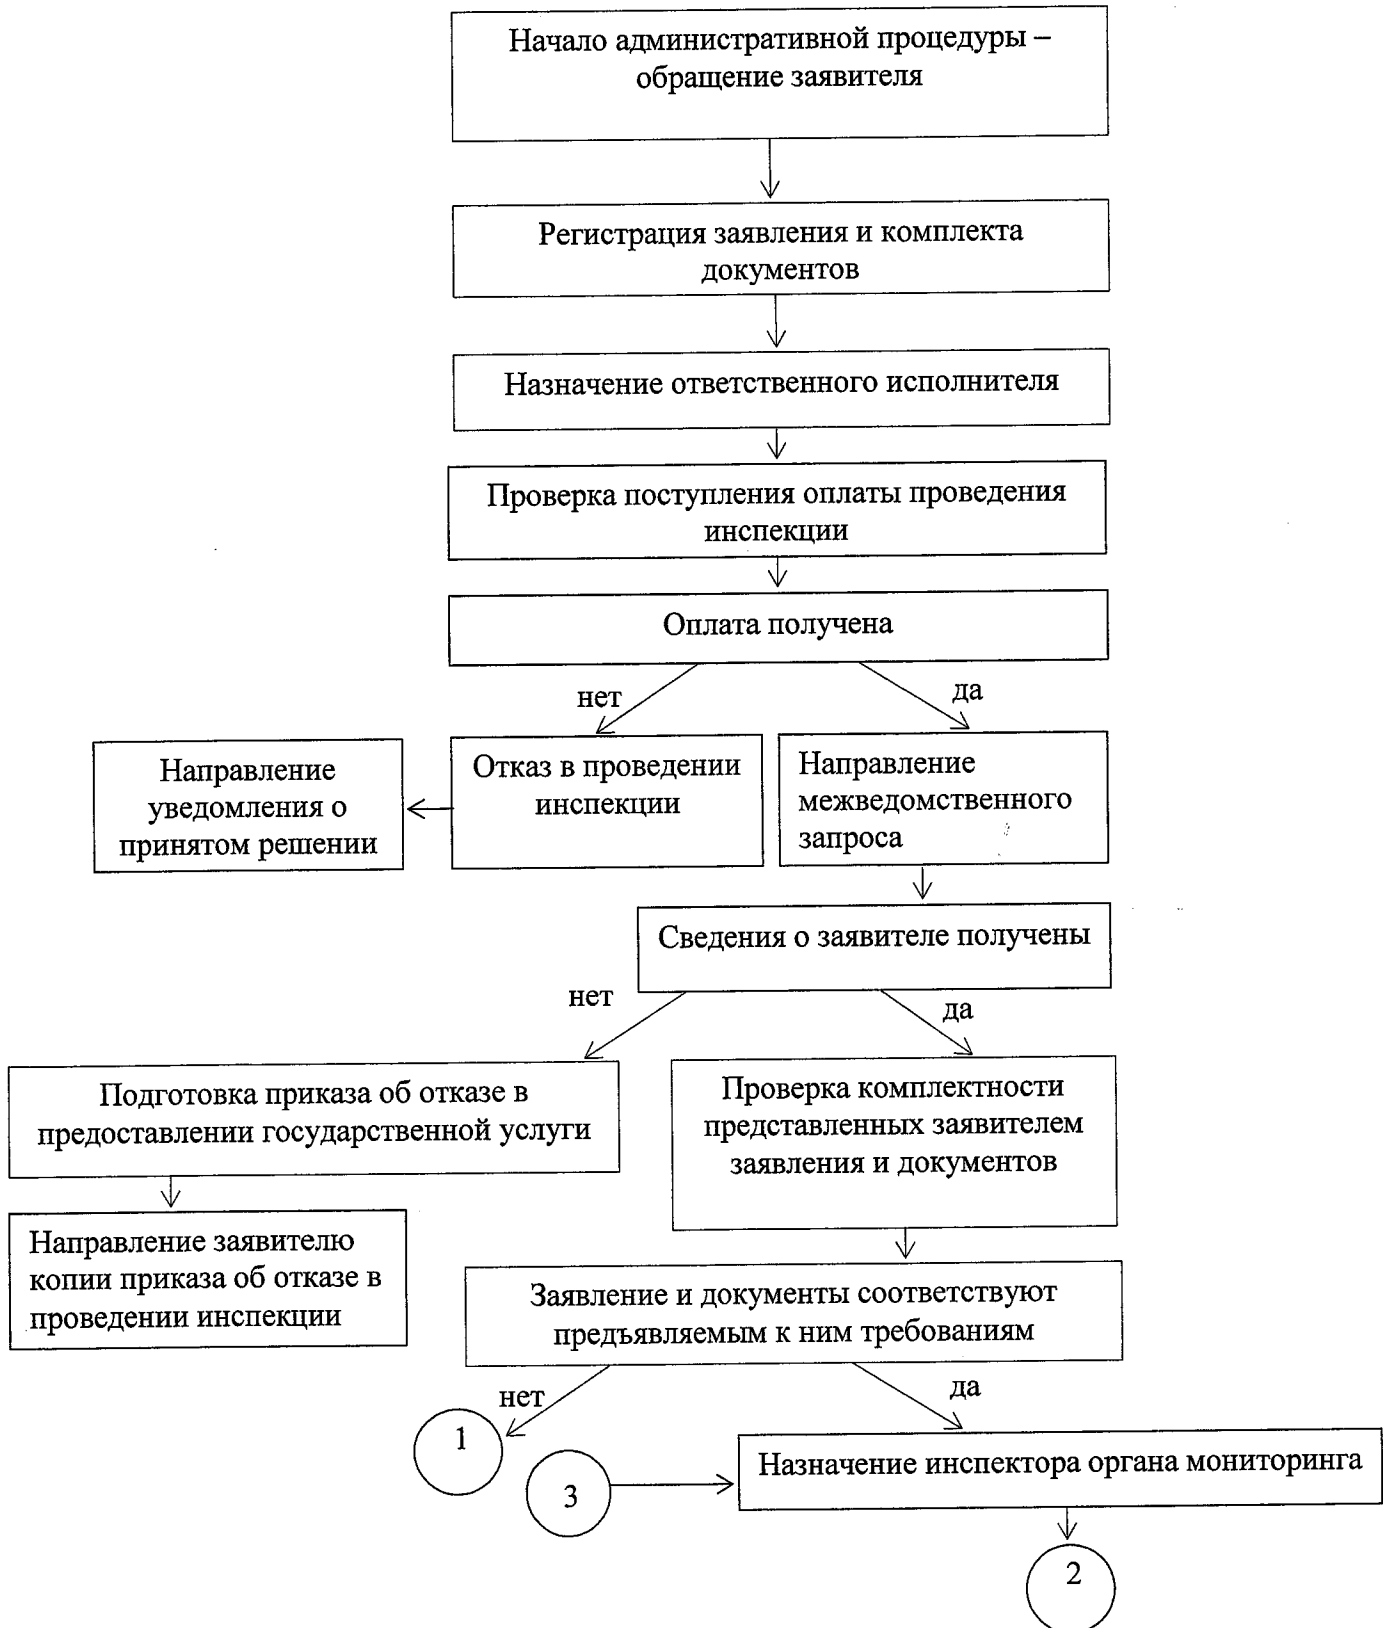 Начало административной процедуры –
обращение заявителя
Регистрация заявления и комплекта
документов
Назначение ответственного исполнителя
Проверка поступления оплаты проведения
инспекции
Оплата получена
нет
да
Направление
уведомления о
принятом решении
Отказ в проведении
инспекции
Направление
межведомственного
запроса
Сведения о заявителе получены
нет
да
Подготовка приказа об отказе в
предоставлении государственной услуги
Проверка комплектности
представленных заявителем
заявления и документов
Направление заявителю
копии приказа об отказе в
проведении инспекции
Заявление и документы соответствуют
предъявляемым к ним требованиям
нет
да
1
3
Назначение инспектора органа мониторинга
2